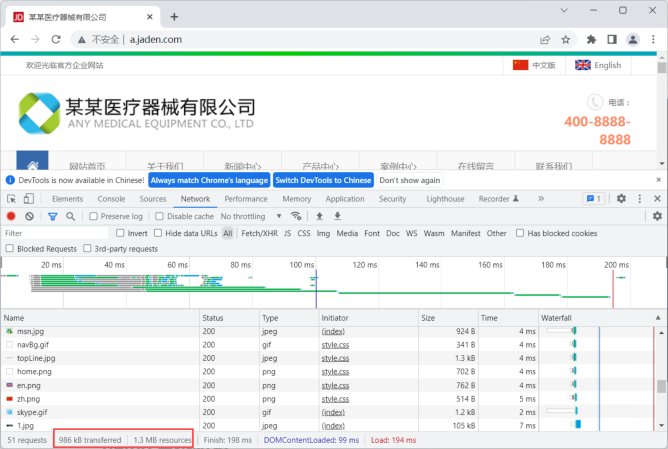 某某医疗器械有限公司
不安全 | a.jaden.com
欢迎光临官方企业网站
中文版
English
某某医疗器械有限公司
ANY MEDICAL EQUIPMENT CO., LTD
电话：
400-8888-
8888
网站首页 关于我们 新闻中心 产品中心 案例中心 在线留言 联系我们
DevTools is now available in Chinese! Always match Chrome's language Switch DevTools to Chinese Don't show again
Elements Console Sources Network Performance Memory Application Security Lighthouse Recorder 1
Preserve log Disable cache No throttling
Filter Invert Hide data URLs All Fetch/XHR JS CSS Img Media Font Doc WS Wasm Manifest Other Has blocked cookies
Blocked Requests 3rd-party requests
20 ms 40 ms 60 ms 80 ms 100 ms 120 ms 140 ms 160 ms 180 ms 200 ms
Name Status Type Initiator Size Time Waterfall
msn.jpg 200 jpeg (index) 924 B 4 ms
navBg.gif 200 gif style.css 341 B 4 ms
topLine.jpg 200 jpeg style.css 1.3 kB 4 ms
home.png 200 png style.css 702 B 4 ms
en.png 200 png style.css 762 B 4 ms
zh.png 200 png style.css 514 B 4 ms
skype.gif 200 gif (index) 1.2 kB 2 ms
1.jpg 200 jpeg (index) 105 kB 7 ms
51 requests 986 kB transferred 1.3 MB resources Finish: 198 ms DOMContentLoaded: 99 ms Load: 194 ms